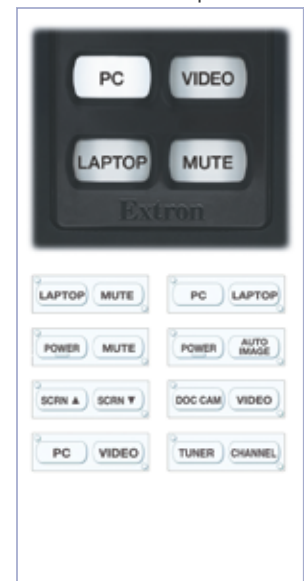 PC VIDEO
LAPTOP MUTE
Extron
LAPTOP MUTE PC LAPTOP
POWER MUTE POWER AUTO IMAGE
SCRN ▲ SCRN ▼ DOC CAM VIDEO
PC VIDEO TUNER CHANNEL